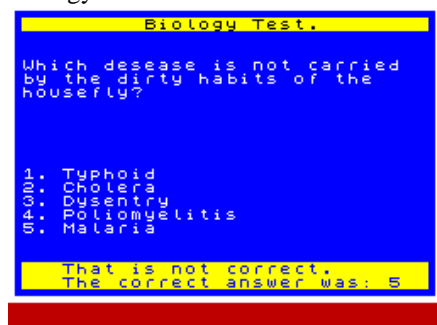 Biology Test.
Which desease is not carried
by the dirty habits of the
housefly?
1. Typhoid
2. Cholera
3. Dysentry
4. Poliomyelitis
5. Malaria
That is not correct.
The correct answer was: 5